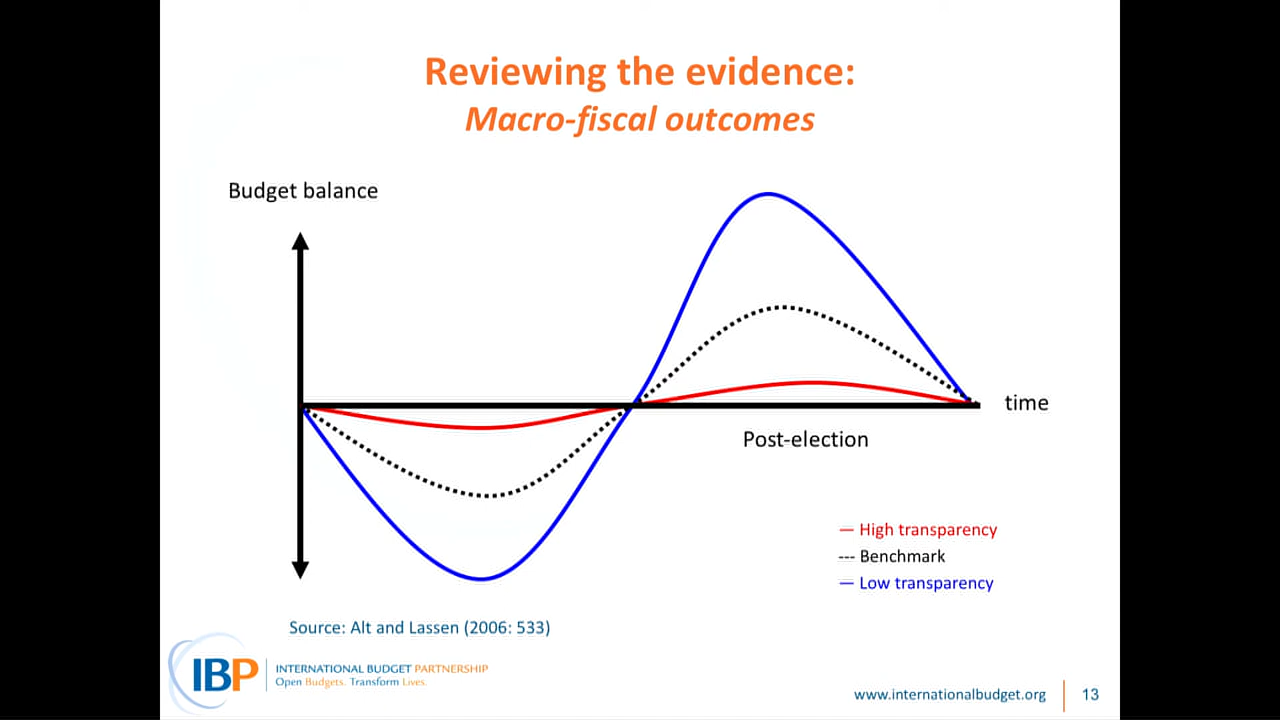 Reviewing the evidence:
Macro-fiscal outcomes
Budget balance
time
Post-election
— High transparency
--- Benchmark
— Low transparency
Source: Alt and Lassen (2006: 533)
IBP
INTERNATIONAL BUDGET PARTNERSHIP
Open Budgets. Transform Lives.
www.internationalbudget.org
13